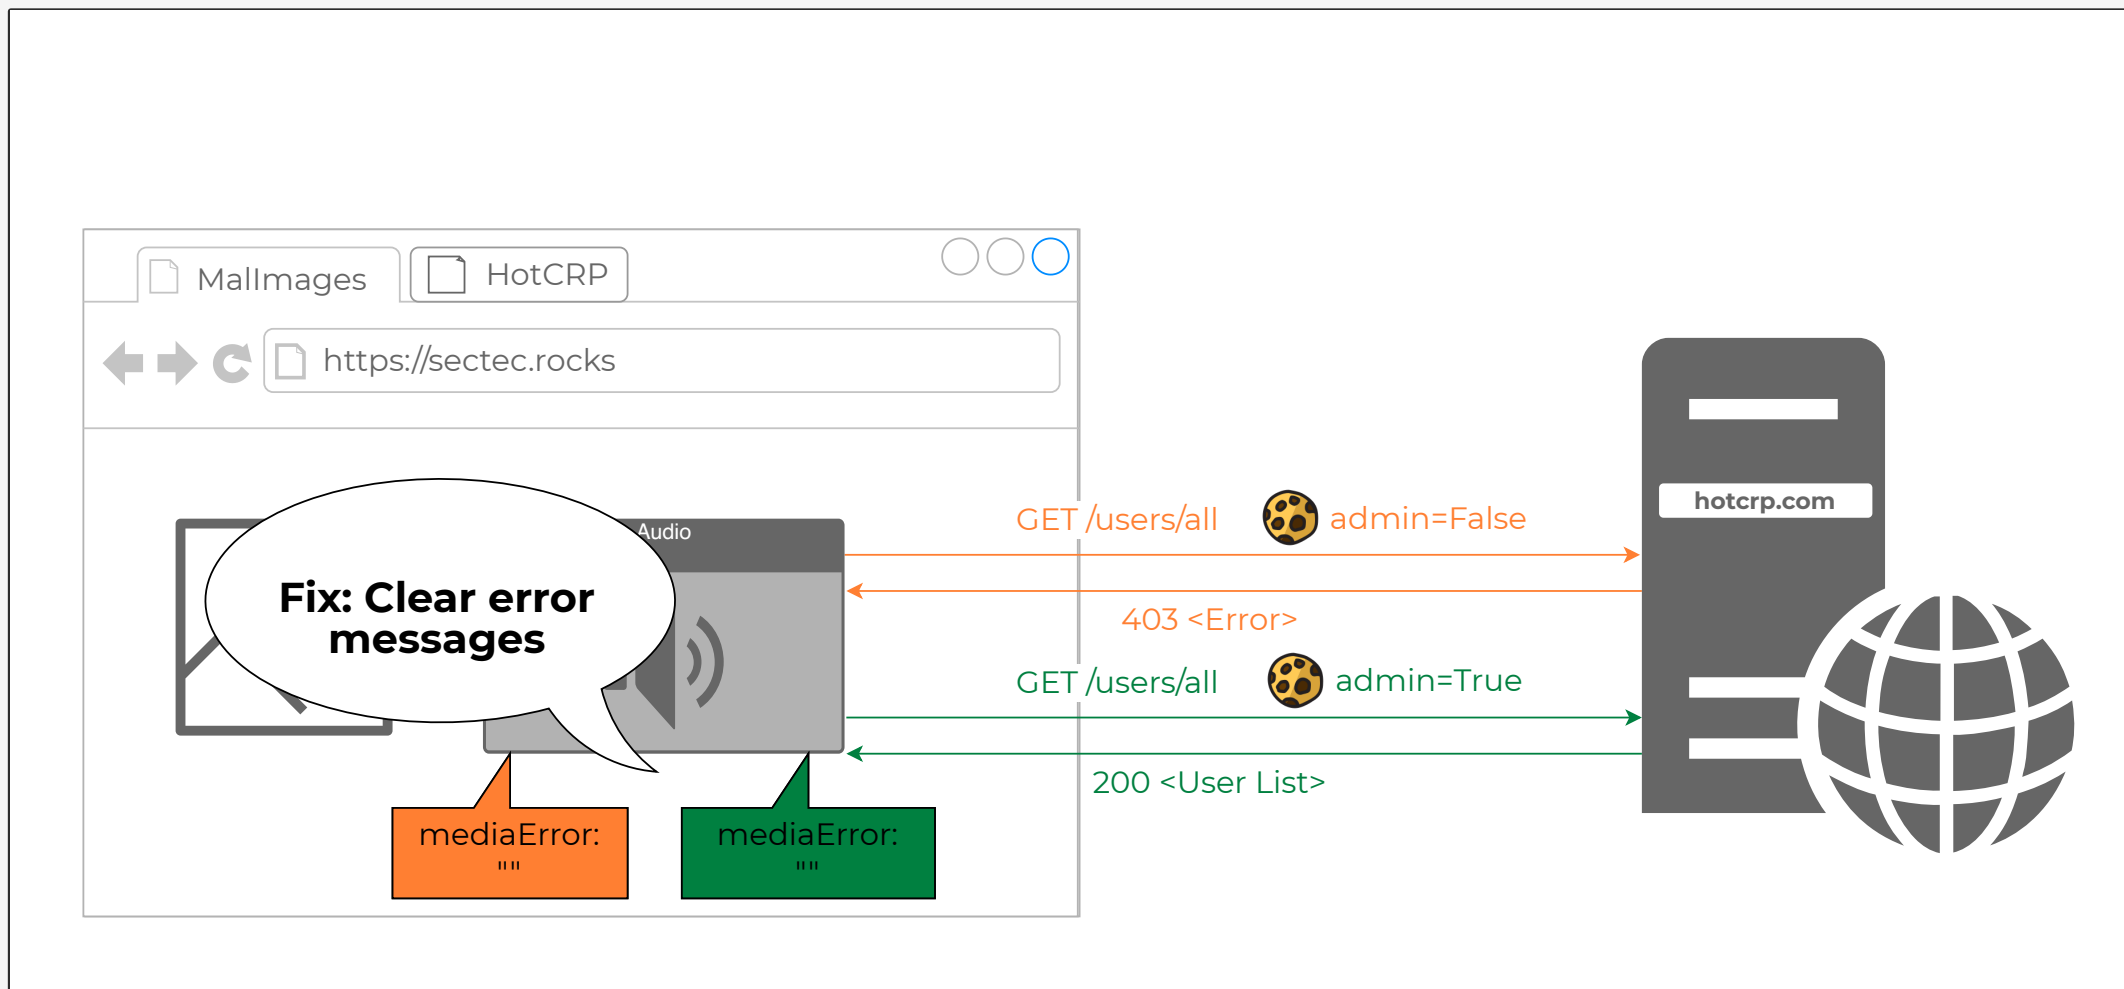 MalImages
HotCRP
https://sectec.rocks
Audio
Fix: Clear error
messages
mediaError:
""
mediaError:
""
GET /users/all
admin=False
403 <Error>
GET /users/all
admin=True
200 <User List>
hotcrp.com